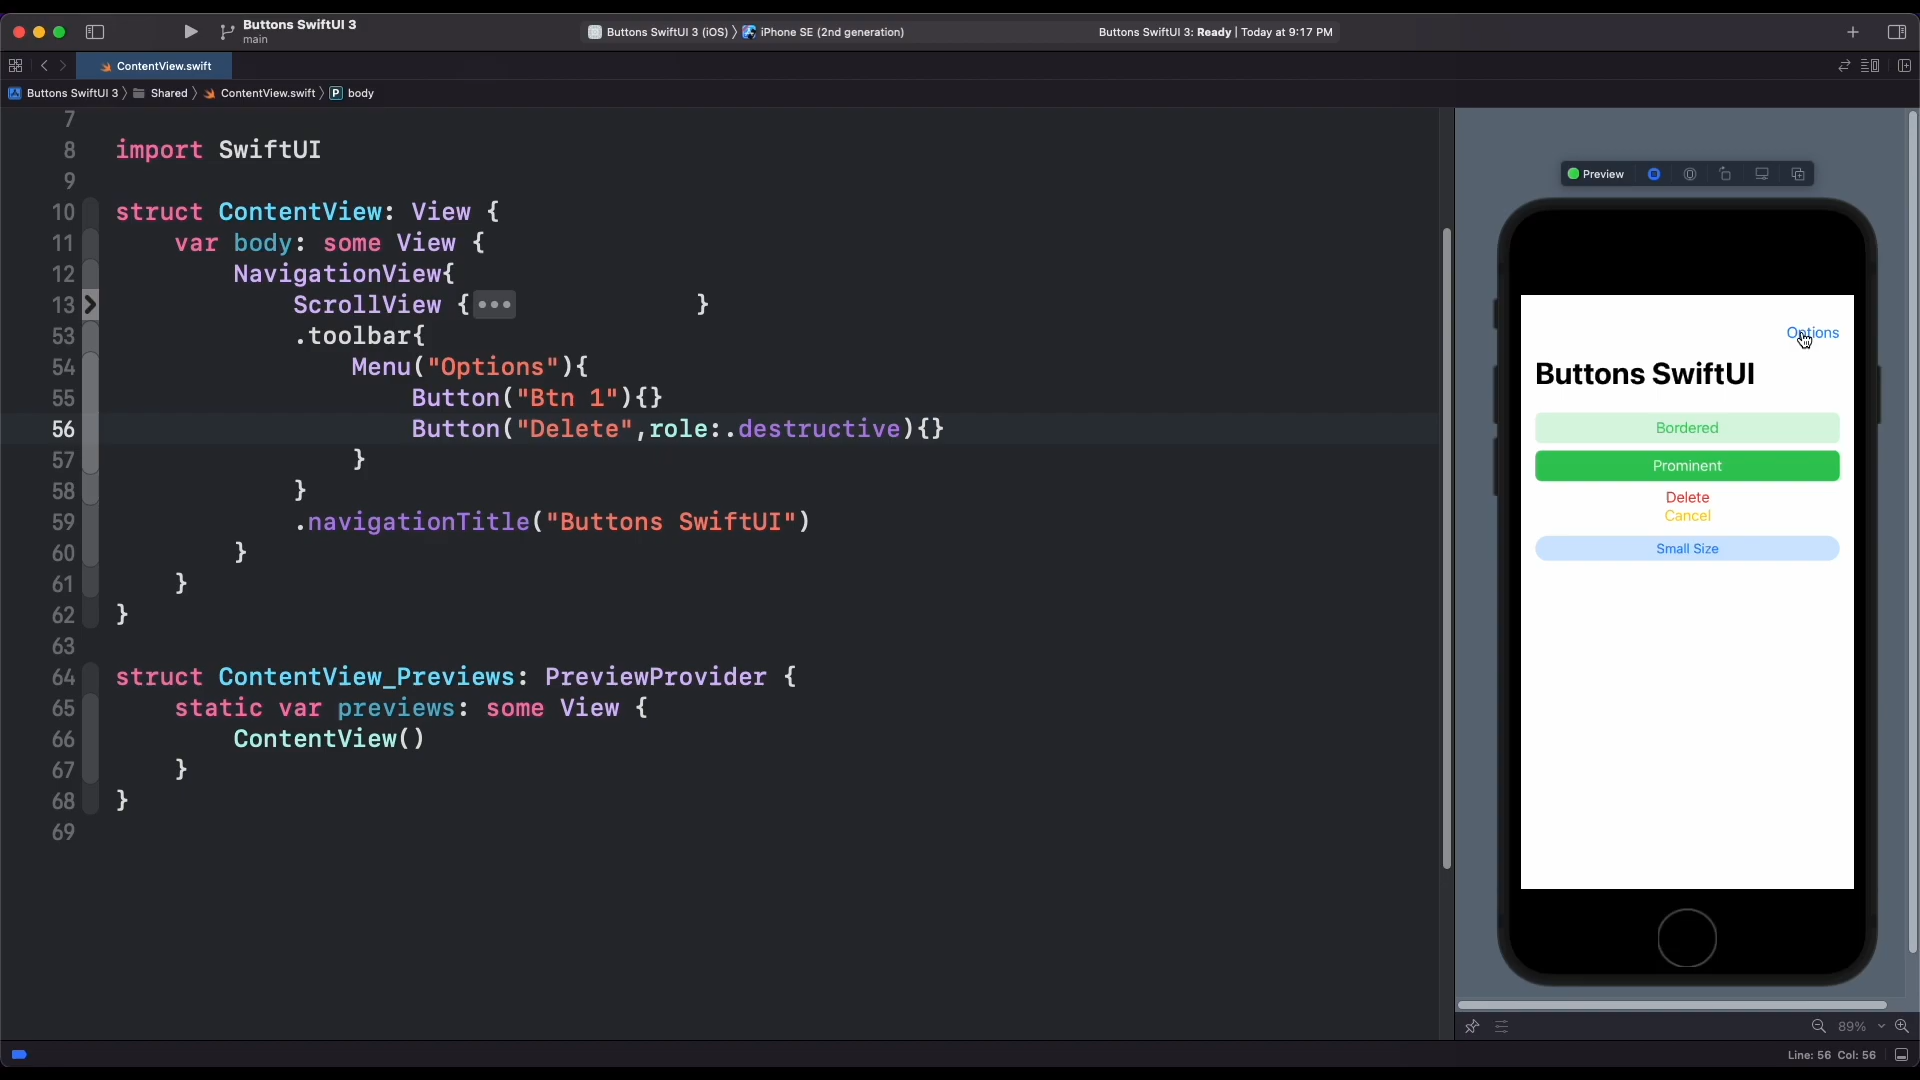 Buttons SwiftUI 3
main
Buttons SwiftUI 3 (iOS) 〉 iPhone SE (2nd generation)
Buttons SwiftUI 3: Ready | Today at 9:17 PM
ContentView.swift
Buttons SwiftUI 3 〉 Shared 〉 ContentView.swift 〉 P body
7
8 import SwiftUI
9
10 struct ContentView: View {
11 var body: some View {
12 NavigationView{
13 ScrollView {••• }
53 .toolbar{
54 Menu("Options"){
55 Button("Btn 1"){}
56 Button("Delete",role:.destructive){}
57 }
58 }
59 .navigationTitle("Buttons SwiftUI")
60 }
61 }
62 }
63
64 struct ContentView_Previews: PreviewProvider {
65 static var previews: some View {
66 ContentView()
67 }
68 }
69
Preview
Options
Buttons SwiftUI
Bordered
Prominent
Delete
Cancel
Small Size
89%
Line: 56 Col: 56